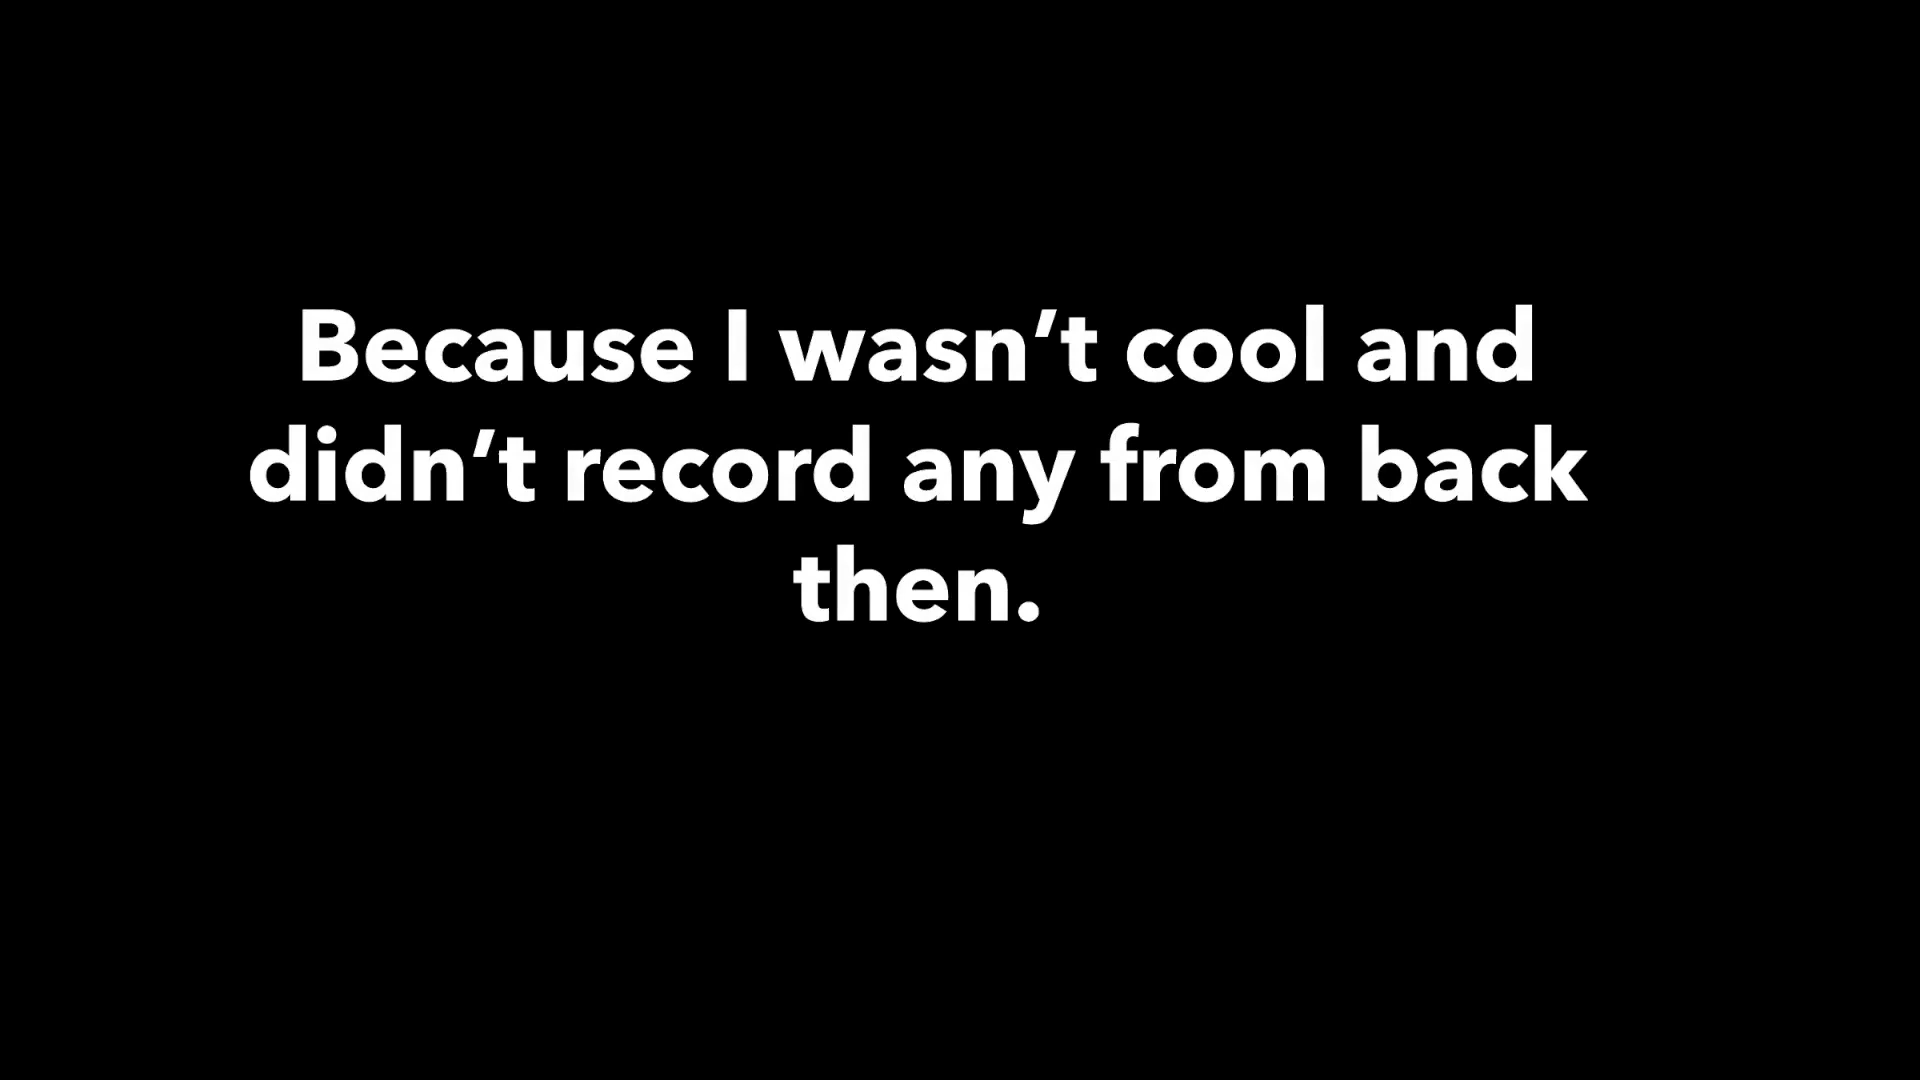 Because I wasn’t cool and
didn’t record any from back
then.